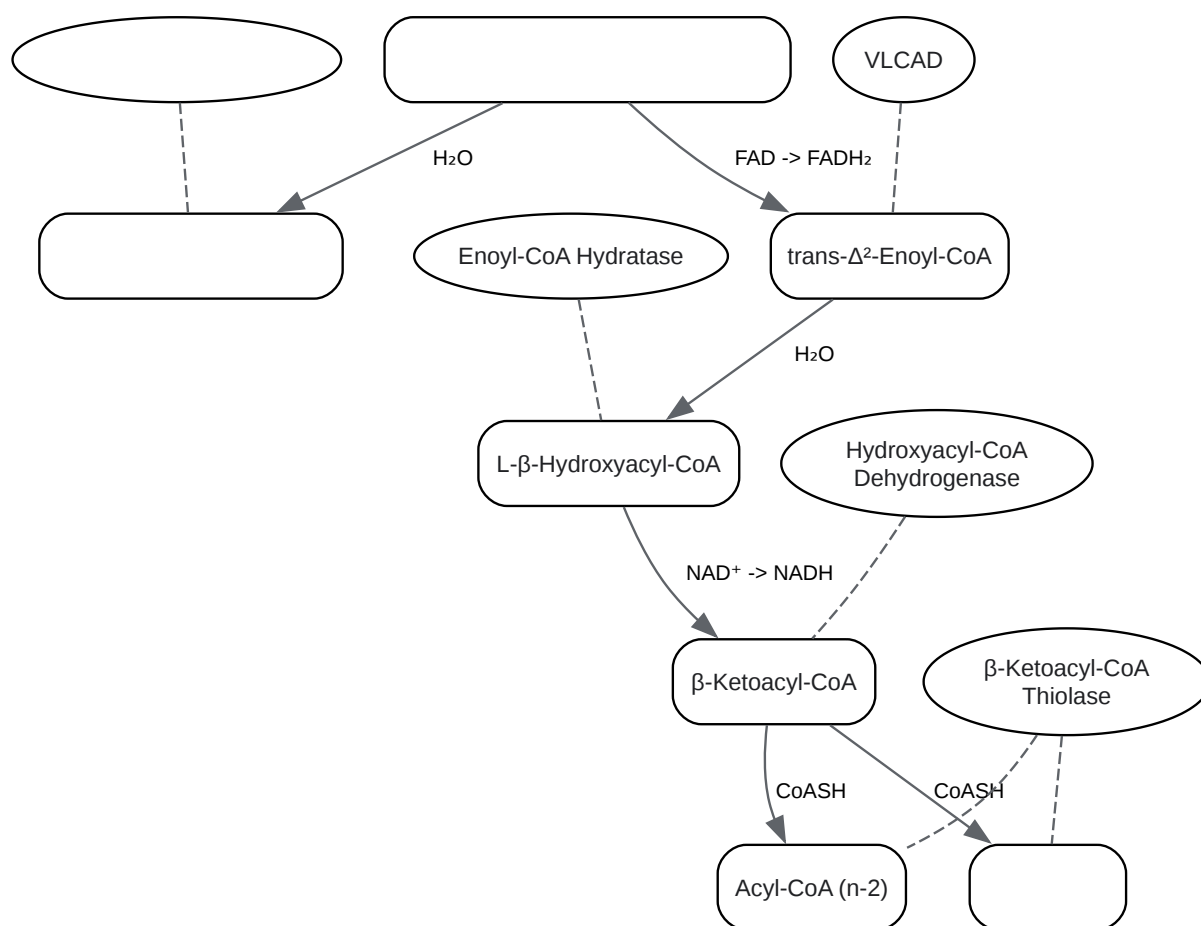 VLCAD
H₂O
FAD -> FADH₂
Enoyl-CoA Hydratase
trans-Δ²-Enoyl-CoA
H₂O
L-β-Hydroxyacyl-CoA
Hydroxyacyl-CoA
Dehydrogenase
NAD⁺ -> NADH
β-Ketoacyl-CoA
β-Ketoacyl-CoA
Thiolase
CoASH
CoASH
Acyl-CoA (n-2)